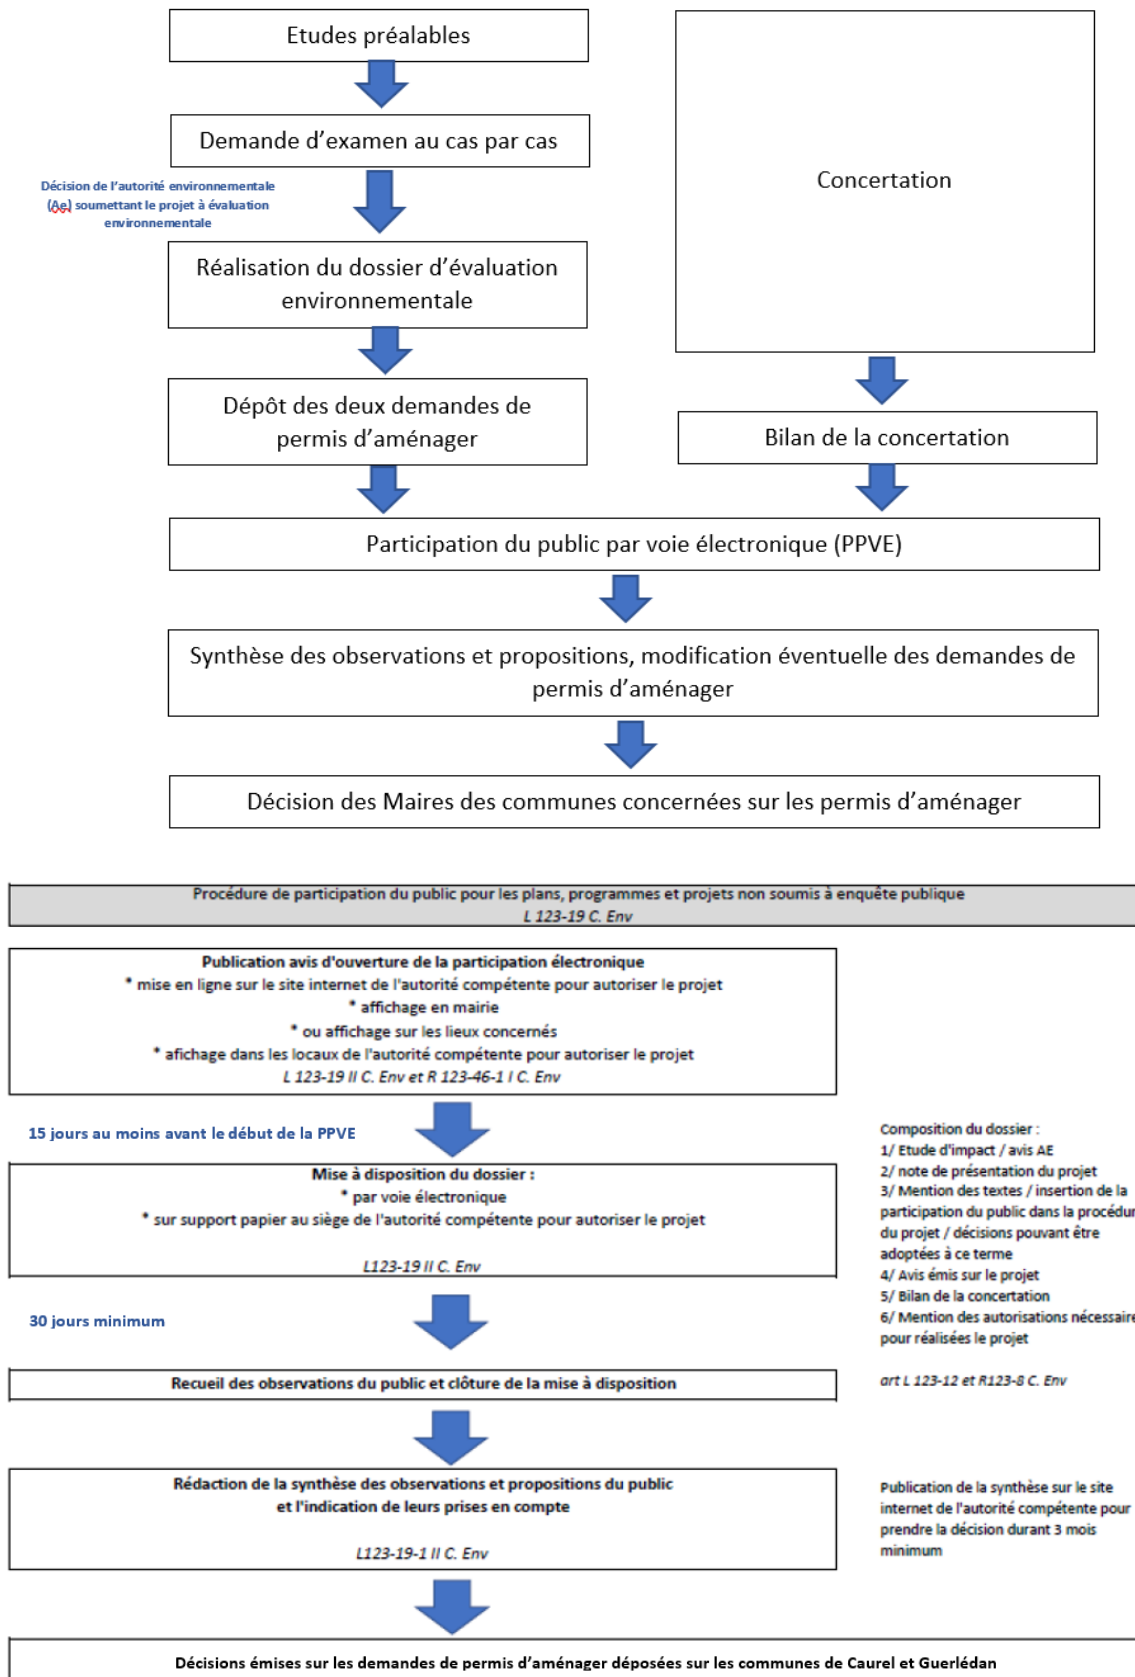 Etudes préalables
Demande d'examen au cas par cas
Décision de l'autorité environnementale
(Ae) soumettant le projet à évaluation
environnementale
Réalisation du dossier d'évaluation
environnementale
Dépôt des deux demandes de
permis d'aménager
Concertation
Bilan de la concertation
Participation du public par voie électronique (PPVE)
Synthèse des observations et propositions, modification éventuelle des demandes de
permis d'aménager
Décision des Maires des communes concernées sur les permis d'aménager
Procédure de participation du public pour les plans, programmes et projets non soumis à enquête publique
L 123-19 C. Env
Publication avis d'ouverture de la participation électronique
* mise en ligne sur le site internet de l'autorité compétente pour autoriser le projet
* affichage en mairie
* ou affichage sur les lieux concernés
* afichage dans les locaux de l'autorité compétente pour autoriser le projet
L 123-19 II C. Env et R 123-46-1 I C. Env
15 jours au moins avant le début de la PPVE
Mise à disposition du dossier :
* par voie électronique
* sur support papier au siège de l'autorité compétente pour autoriser le projet
L123-19 II C. Env
30 jours minimum
Composition du dossier :
1/ Etude d'impact / avis AE
2/ note de présentation du projet
3/ Mention des textes / insertion de la
participation du public dans la procédur
du projet / décisions pouvant être
adoptées à ce terme
4/ Avis émis sur le projet
5/ Bilan de la concertation
6/ Mention des autorisations nécessaire
pour réalisées le projet
art L 123-12 et R123-8 C. Env
Recueil des observations du public et clôture de la mise à disposition
Rédaction de la synthèse des observations et propositions du public
et l'indication de leurs prises en compte
L123-19-1 II C. Env
Publication de la synthèse sur le site
internet de l'autorité compétente pour
prendre la décision durant 3 mois
minimum
Décisions émises sur les demandes de permis d'aménager déposées sur les communes de Caurel et Guerlédan